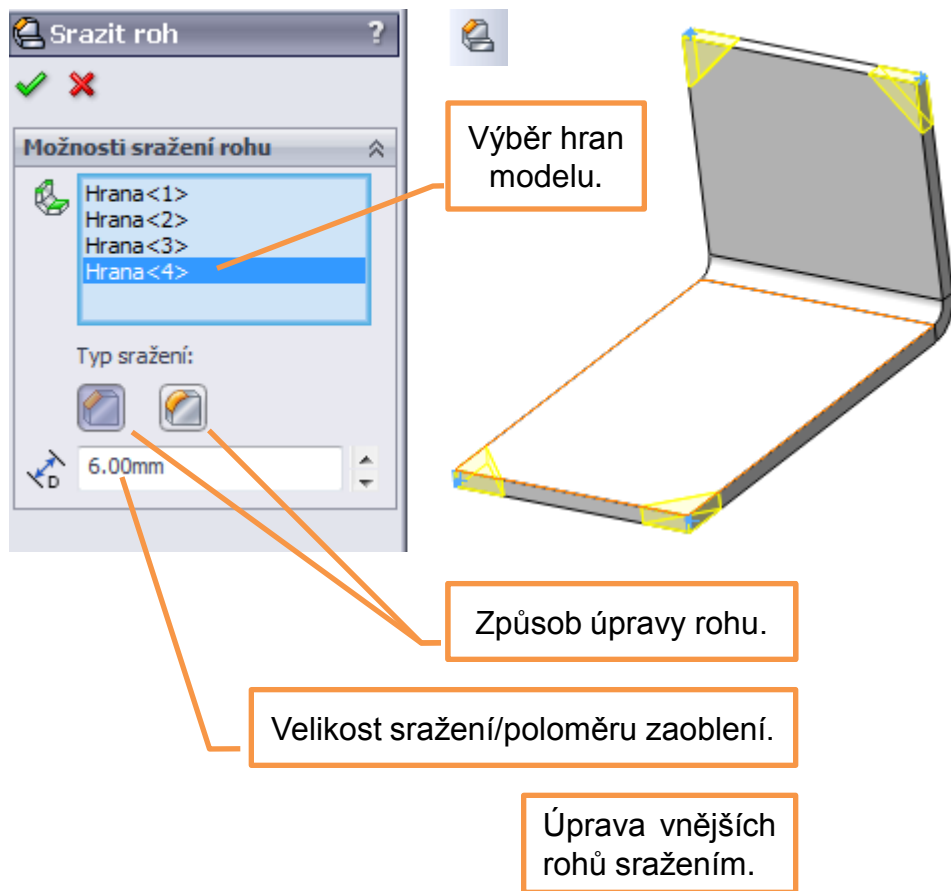 Srazit roh ?
Možnosti sražení rohu
Hrana<1>
Hrana<2>
Hrana<3>
Hrana<4>
Typ sražení:
D
6.00mm
Výběr hran
modelu.
Způsob úpravy rohu.
Velikost sražení/poloměru zaoblení.
Úprava vnějších
rohů sražením.